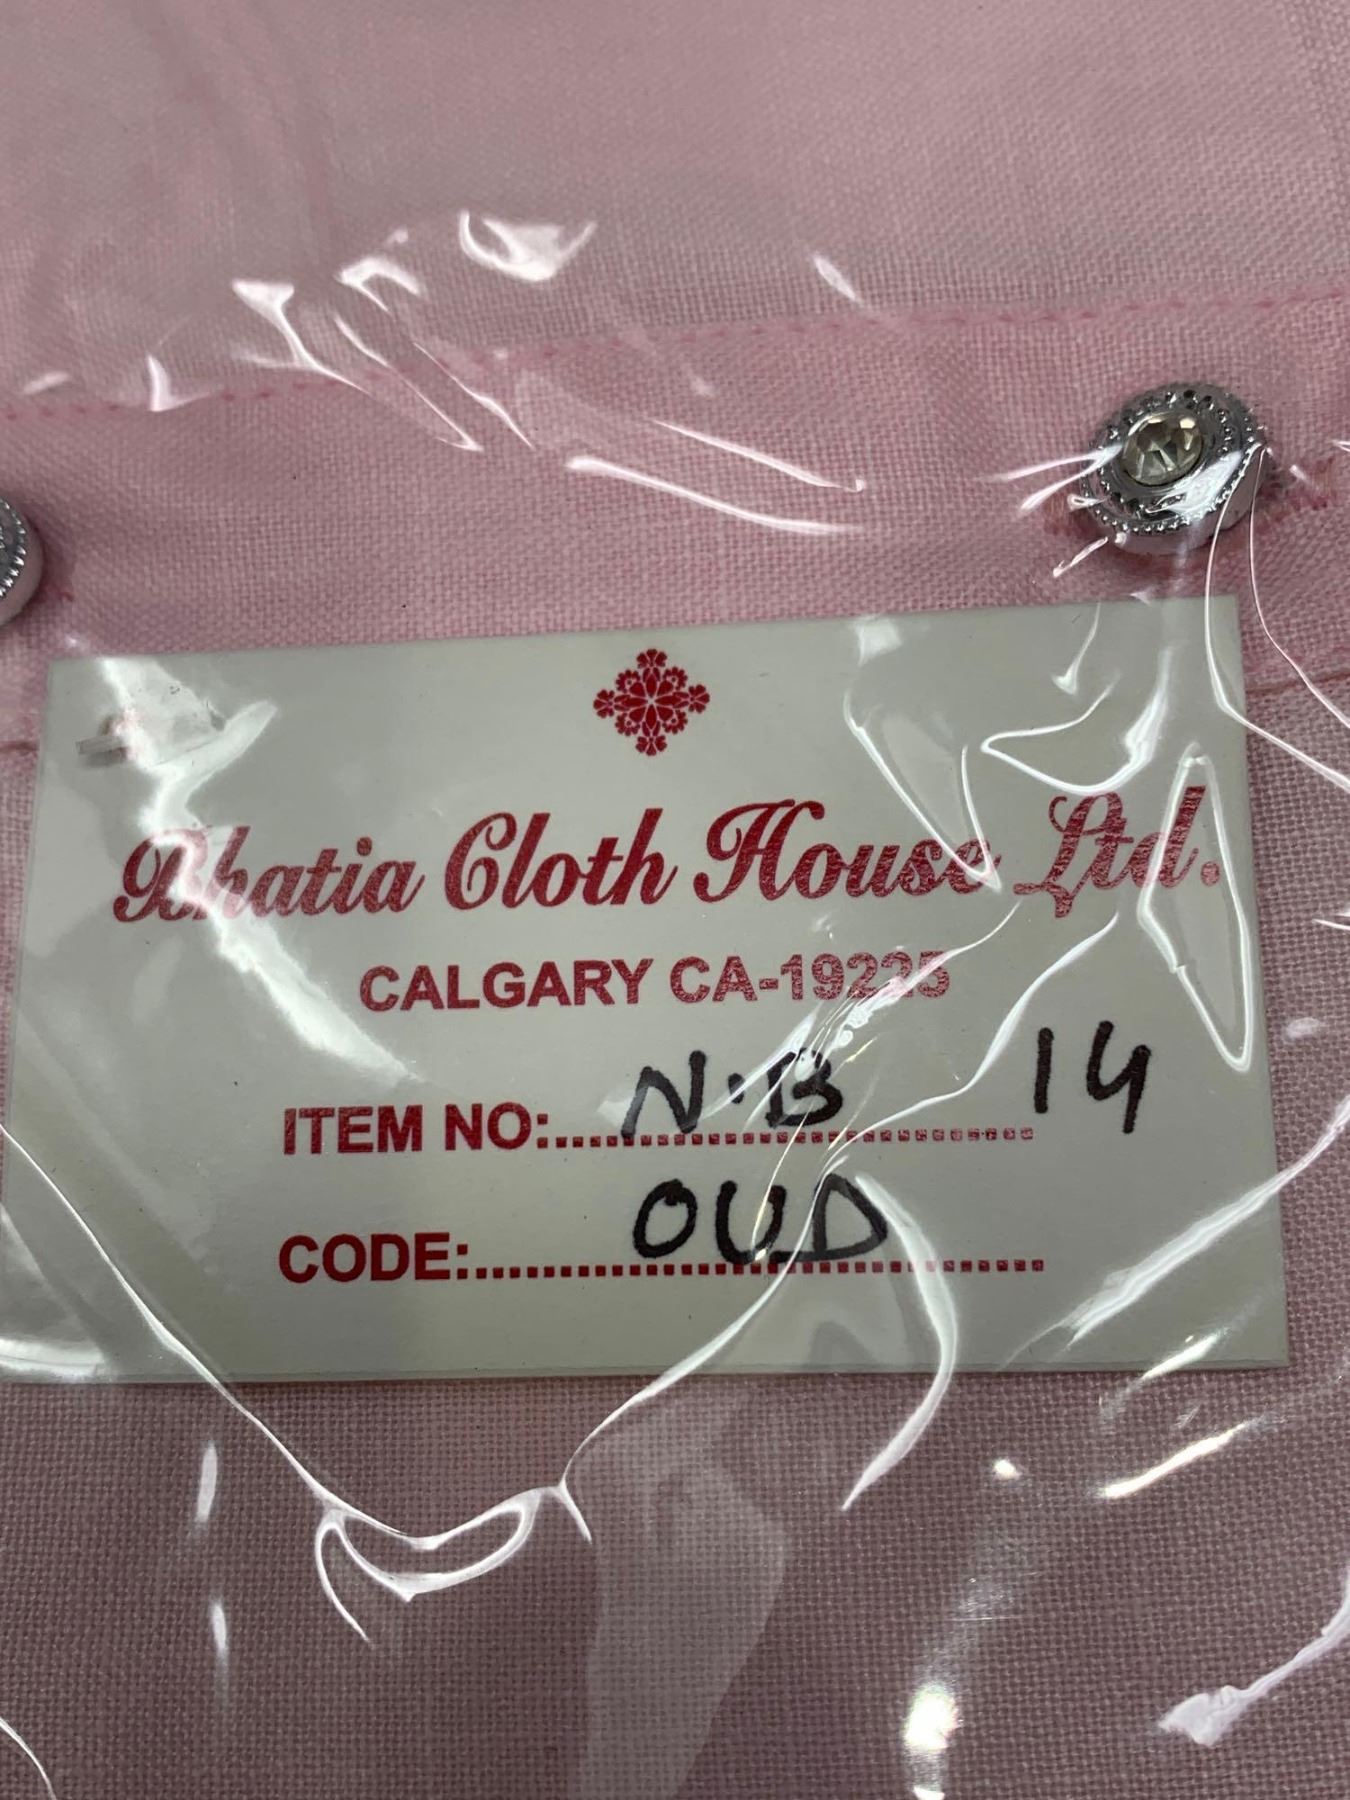 Bhatia Cloth House Ltd.
CALGARY CA-19225
ITEM NO:............ N.B 14
CODE:............ OUD